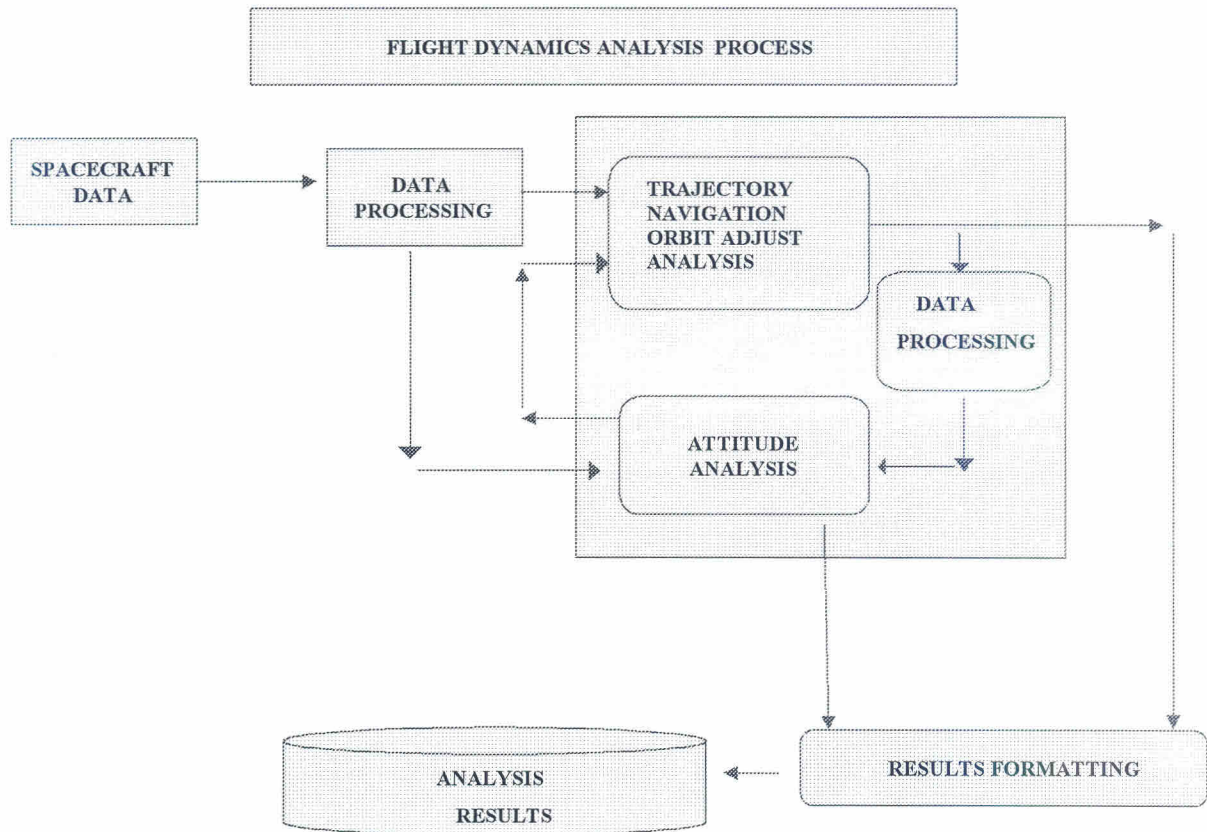 FLIGHT DYNAMICS ANALYSIS PROCESS
SPACECRAFT
DATA
DATA
PROCESSING
TRAJECTORY
NAVIGATION
ORBIT ADJUST
ANALYSIS
DATA
PROCESSING
ATTITUDE
ANALYSIS
RESULTS FORMATTING
ANALYSIS
RESULTS